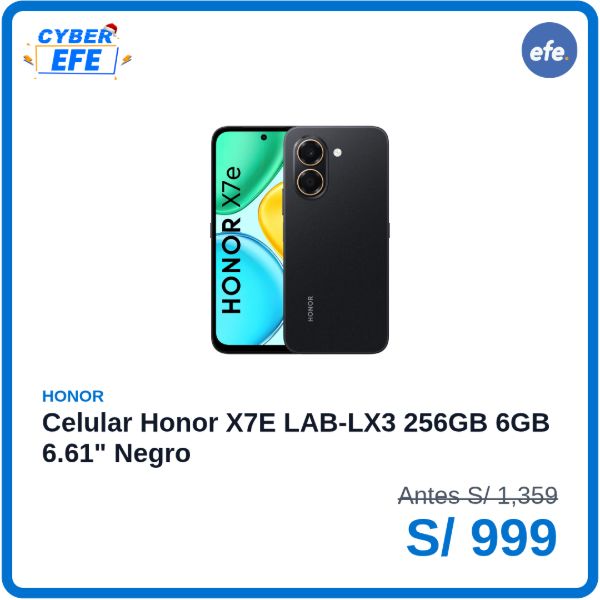 CYBER
EFE
efe.
HONOR X7e
HONOR
HONOR
Celular Honor X7E LAB-LX3 256GB 6GB
6.61" Negro
Antes S/ 1,359
S/ 999